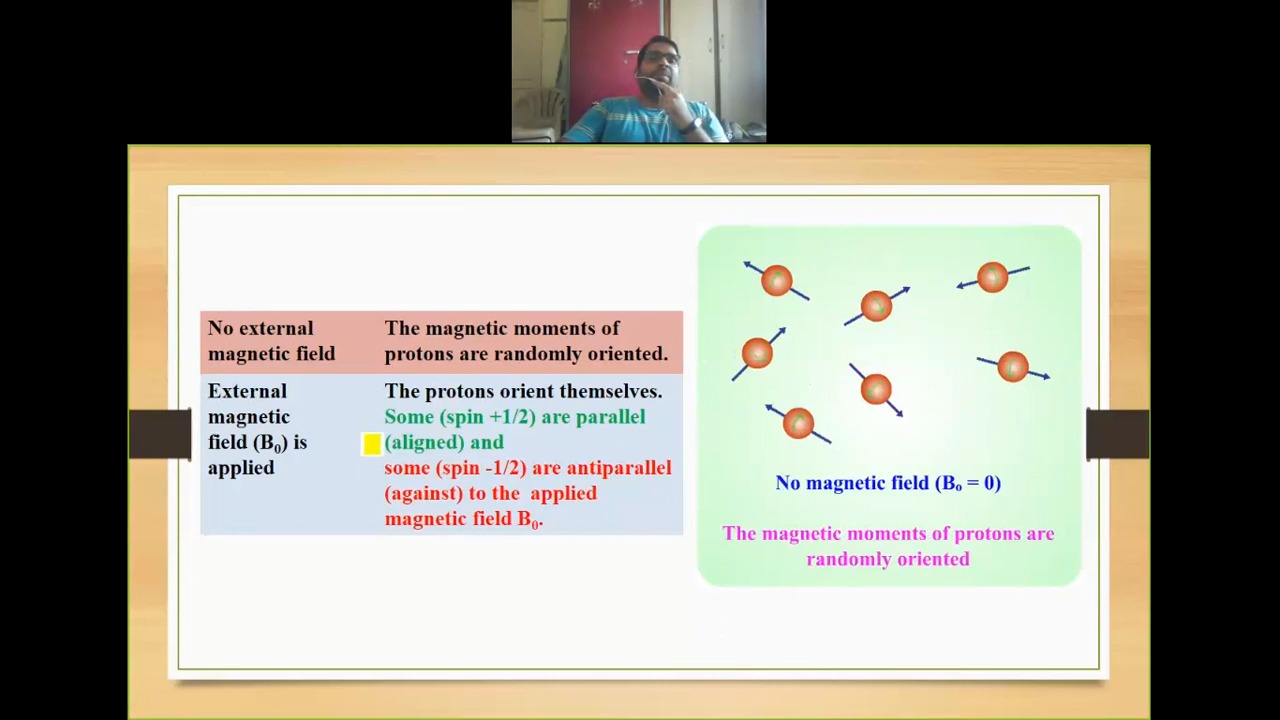 No external
magnetic field
The magnetic moments of
protons are randomly oriented.
External
magnetic
field (B₀) is
applied
The protons orient themselves.
Some (spin +1/2) are parallel
(aligned) and
some (spin -1/2) are antiparallel
(against) to the applied
magnetic field B₀.
No magnetic field (Bₒ = 0)
The magnetic moments of protons are
randomly oriented